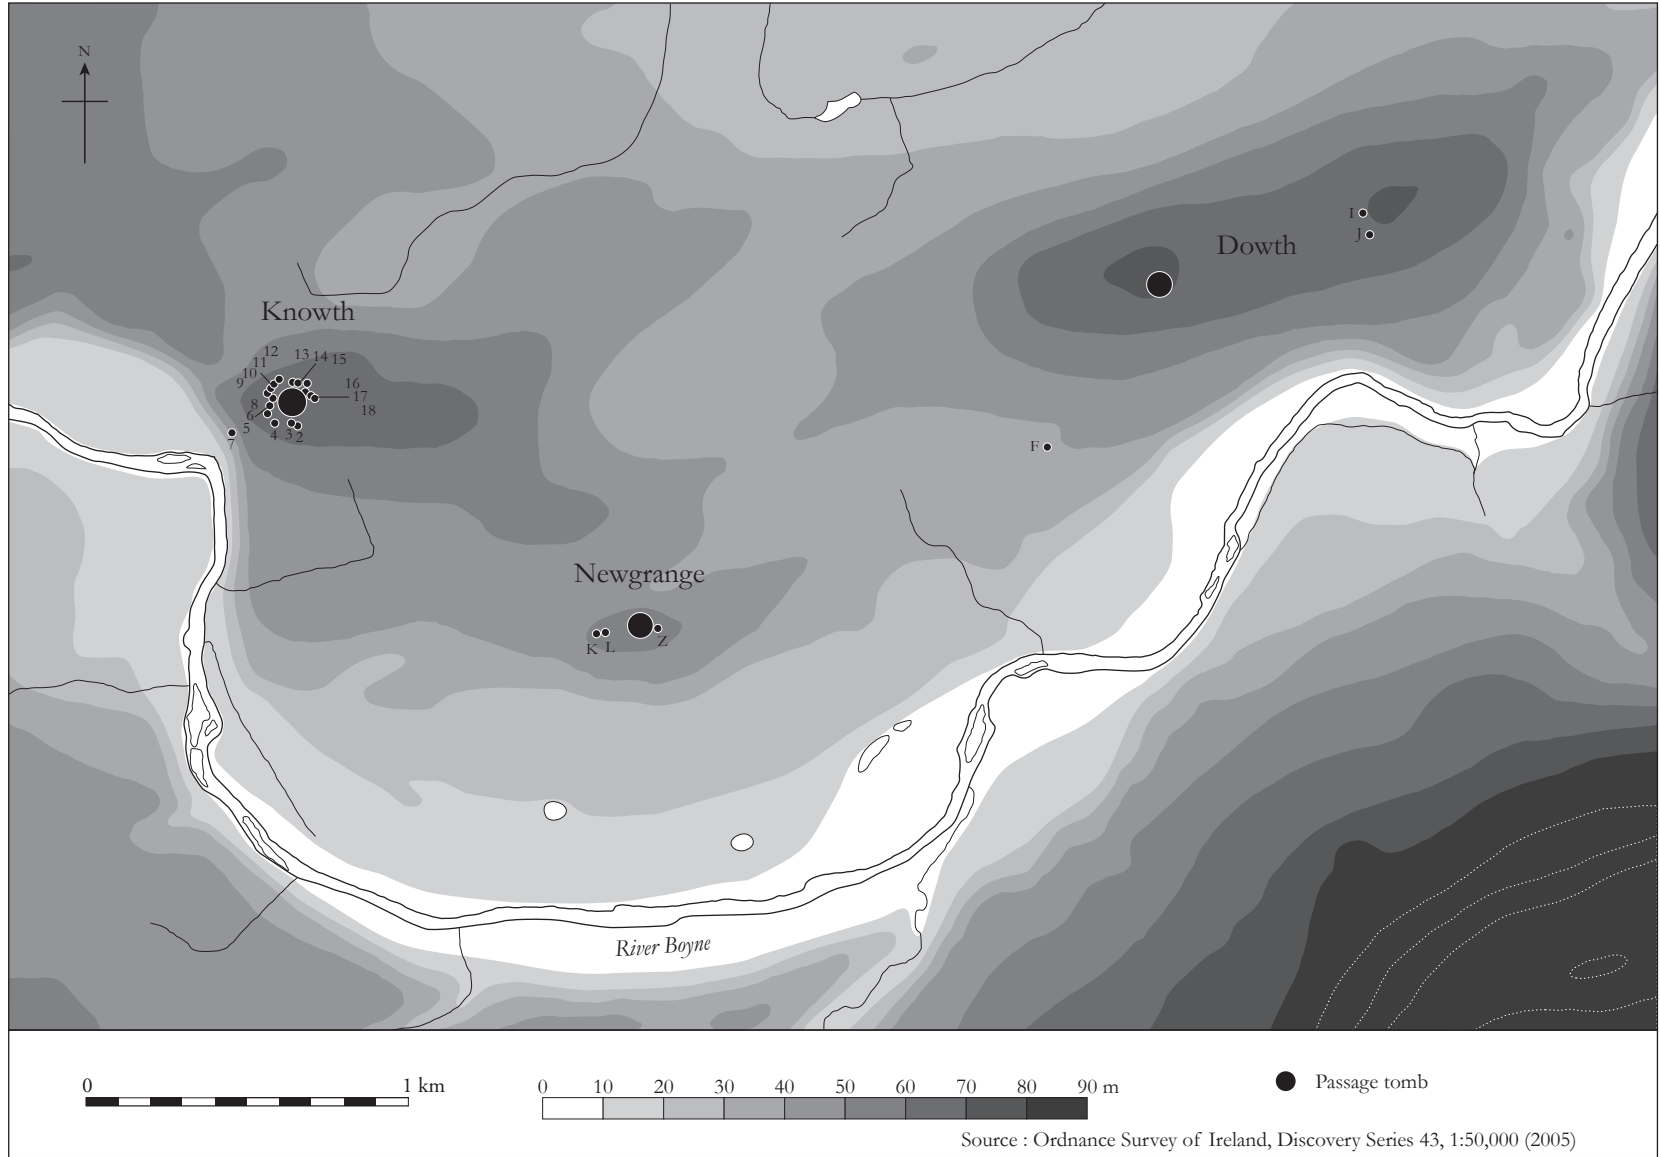 N
Knowth
12
13 14 15
11
10
9
16
17
8
18
6
5
4 3 2
7
Newgrange
K L
Z
Dowth
I
J
F
River Boyne
0 1 km
0 10 20 30 40 50 60 70 80 90 m
Passage tomb
Source : Ordnance Survey of Ireland, Discovery Series 43, 1:50,000 (2005)